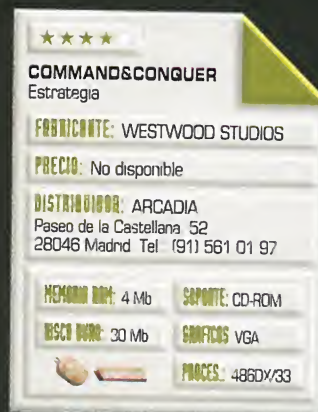 COMMAND&CONQUER
Estrategia
FABRICANTE: WESTWOOD STUDIOS
PRECIO: No disponible
DISTRIBUIDOR: ARCADIA
Paseo de la Castellana 52
28046 Madrid Tel (91) 561 01 97
MEMORIA RAM: 4 Mb
SOPORTE: CD-ROM
DISCO DURO: 30 Mb
GRAFICOS VGA
PROCES.: 486DX/33